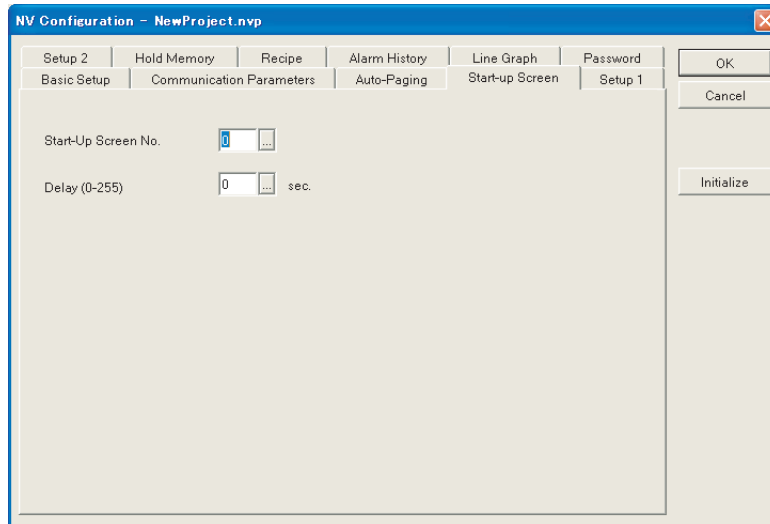 NV Configuration - NewProject.nvp
Setup 2 Hold Memory Recipe Alarm History Line Graph Password
Basic Setup Communication Parameters Auto-Paging Start-up Screen Setup 1
OK
Cancel
Start-Up Screen No. 0 ...
Delay (0-255) 0 ... sec.
Initialize